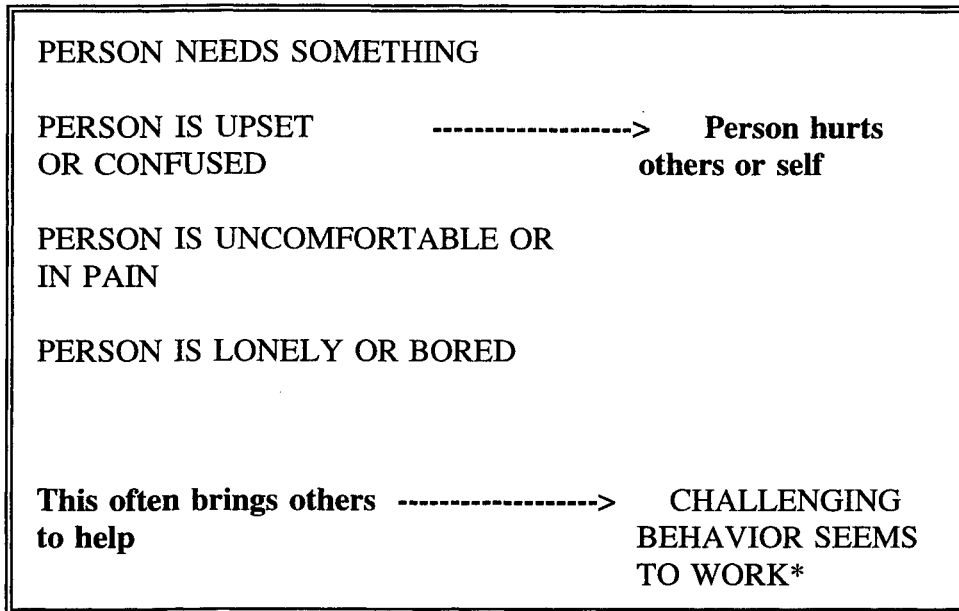 PERSON NEEDS SOMETHING
PERSON IS UPSET -------------------> Person hurts
OR CONFUSED others or self
PERSON IS UNCOMFORTABLE OR
IN PAIN
PERSON IS LONELY OR BORED
This often brings others -------------------> CHALLENGING
to help BEHAVIOR SEEMS
TO WORK*